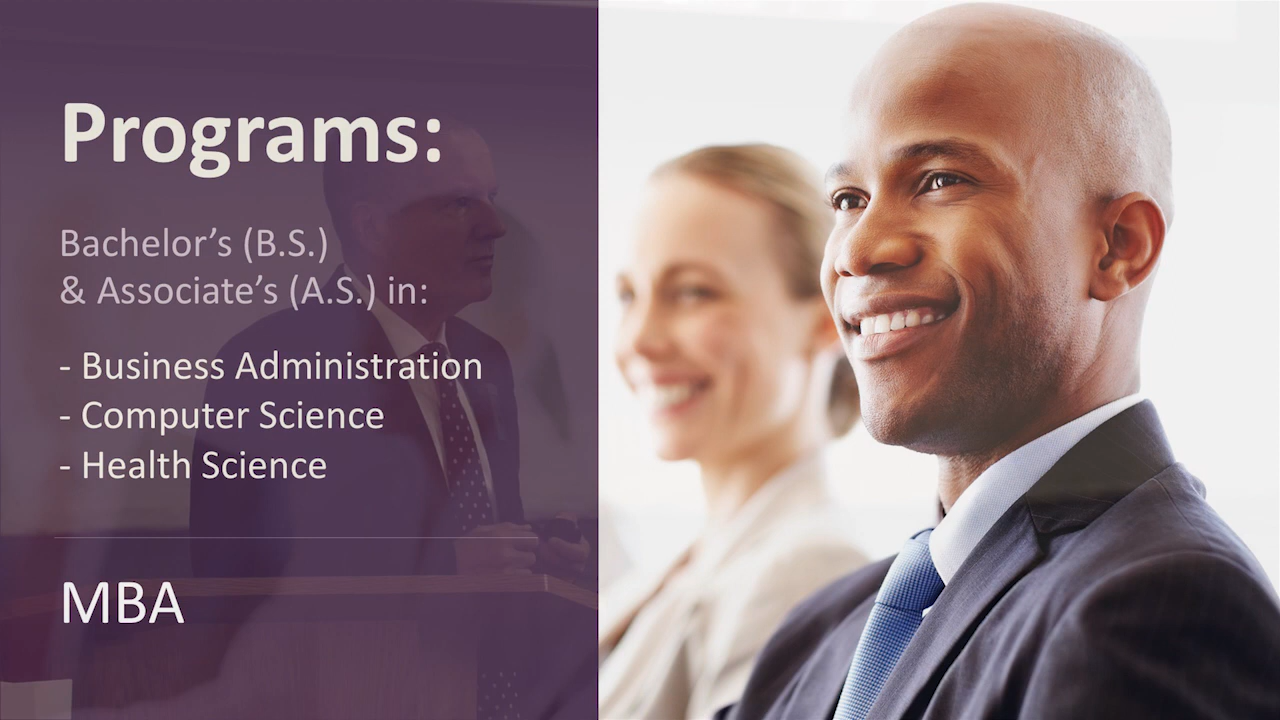 Programs:
Bachelor’s (B.S.)
& Associate’s (A.S.) in:
- Business Administration
- Computer Science
- Health Science
MBA